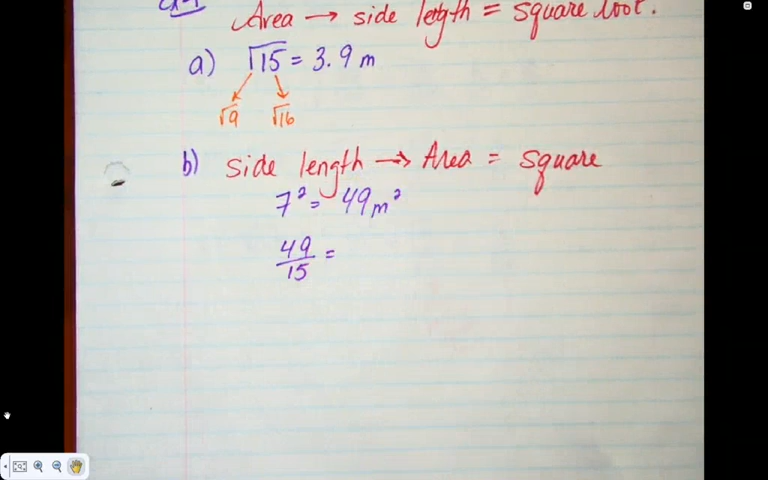 Area → side length = square root.
a) √15 = 3.9 m
√9 √16
b) side length → Area = square
7² = 49m²
49/15 =